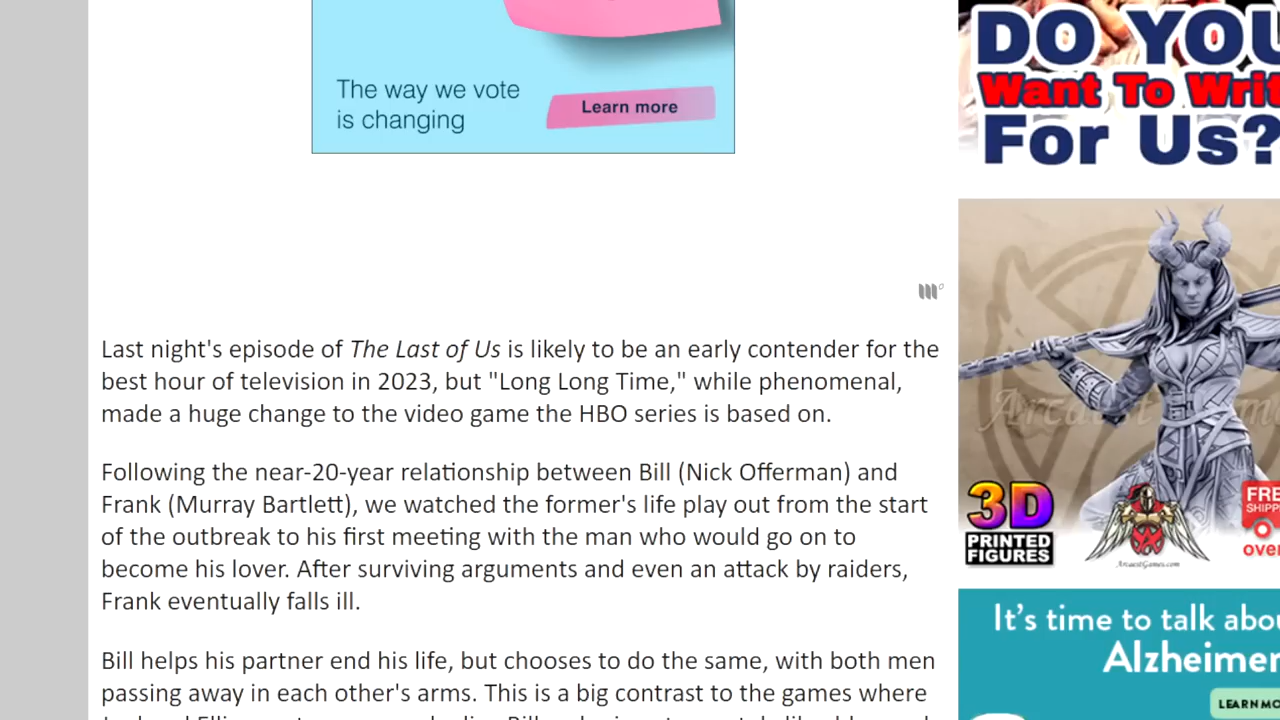 The way we vote
is changing
Learn more
DO YOU
Want To Writ
For Us?
Last night's episode of The Last of Us is likely to be an early contender for the
best hour of television in 2023, but "Long Long Time," while phenomenal,
made a huge change to the video game the HBO series is based on.
Following the near-20-year relationship between Bill (Nick Offerman) and
Frank (Murray Bartlett), we watched the former's life play out from the start
of the outbreak to his first meeting with the man who would go on to
become his lover. After surviving arguments and even an attack by raiders,
Frank eventually falls ill.
Bill helps his partner end his life, but chooses to do the same, with both men
passing away in each other's arms. This is a big contrast to the games where
3D
PRINTED
FIGURES
ArcaestGames.com
FRE
SHIPP
over
It's time to talk abou
Alzheimer
LEARN MO